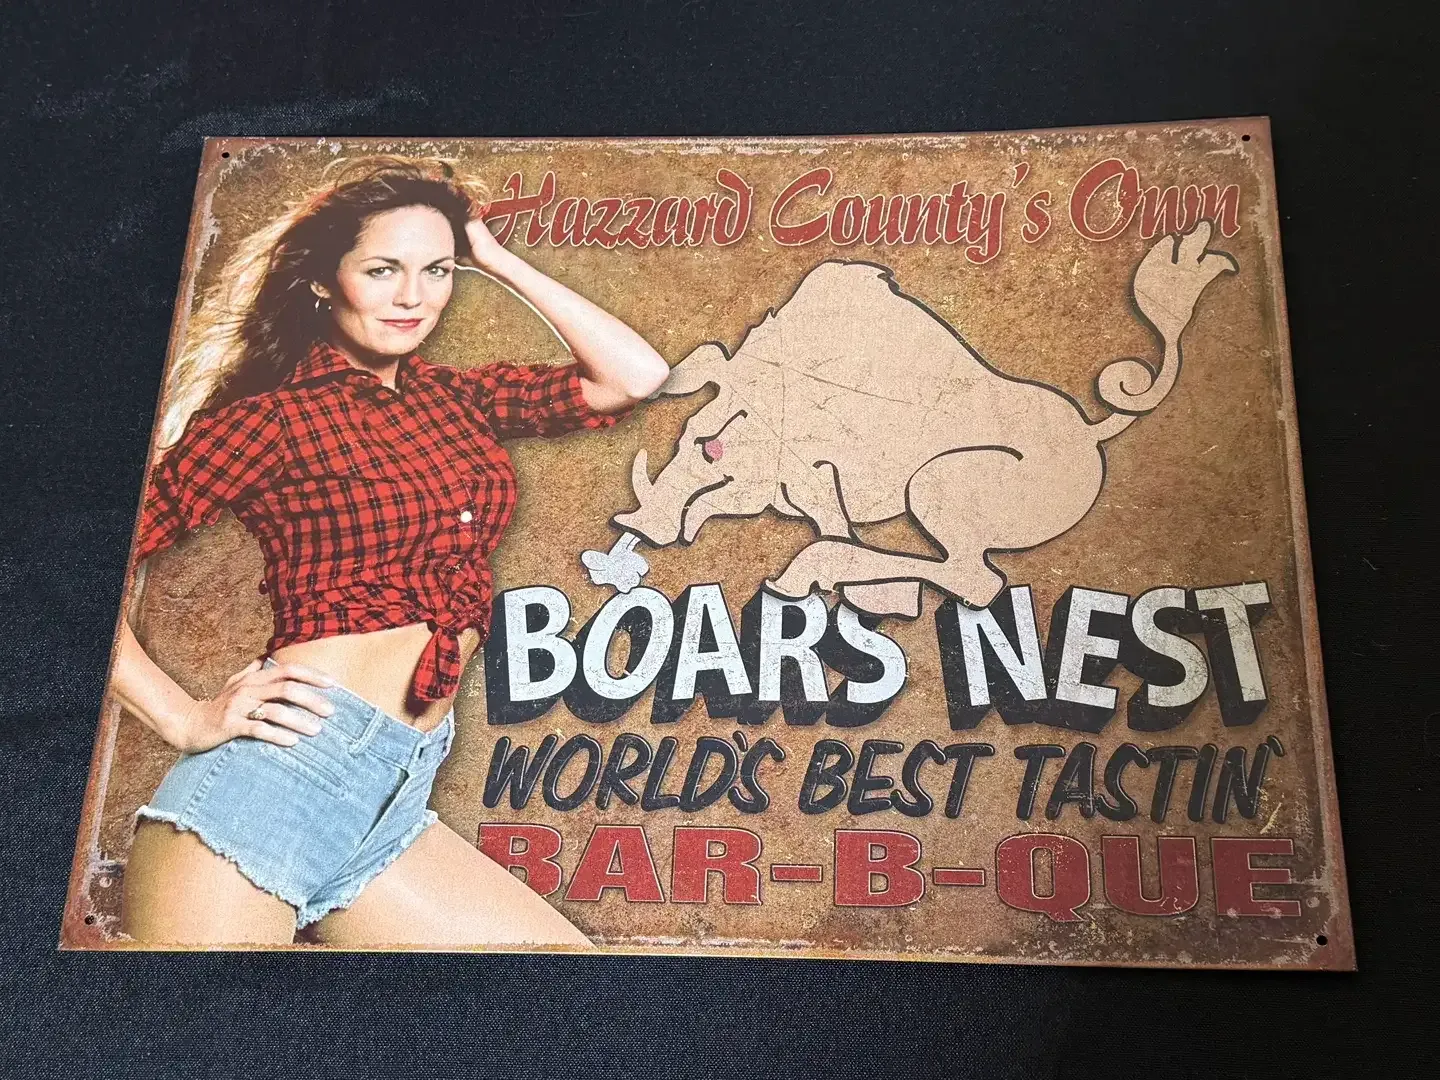 Hazzard County's Own
BOARS NEST
WORLD'S BEST TASTIN'
BAR-B-QUE